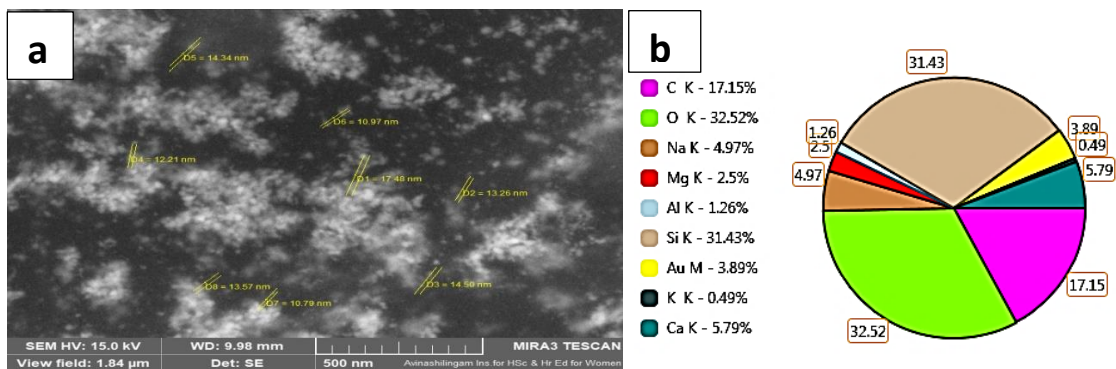 a
D5 = 14.34 nm
D6 = 10.97 nm
D4 = 12.21 nm
D1 = 17.48 nm
D2 = 13.26 nm
D3 = 14.50 nm
D8 = 13.57 nm
D7 = 10.79 nm
SEM HV: 15.0 kV
WD: 9.98 mm
MIRA3 TESCAN
View field: 1.84 µm
Det: SE
500 nm
Avinashilingam Ins.for HSc & Hr Ed for Women
b
C K - 17.15%
O K - 32.52%
Na K - 4.97%
Mg K - 2.5%
Al K - 1.26%
Si K - 31.43%
Au M - 3.89%
K K - 0.49%
Ca K - 5.79%
31.43
1.26
2.5
4.97
3.89
0.49
5.79
17.15
32.52